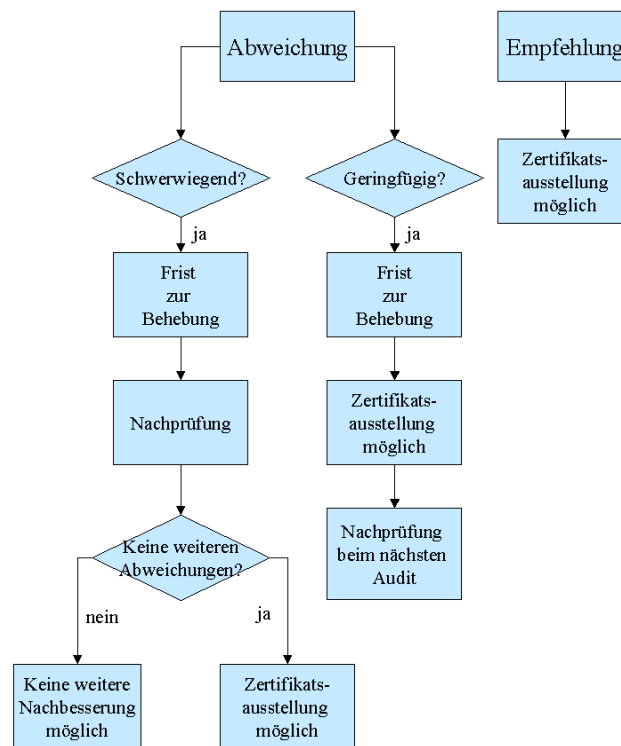 Abweichung
Empfehlung
Schwerwiegend?
Geringfügig?
Zertifikats-
ausstellung
möglich
ja
ja
Frist
zur
Behebung
Frist
zur
Behebung
Nachprüfung
Zertifikats-
ausstellung
möglich
Keine weiteren
Abweichungen?
Nachprüfung
beim nächsten
Audit
nein
ja
Keine weitere
Nachbesserung
möglich
Zertifikats-
ausstellung
möglich